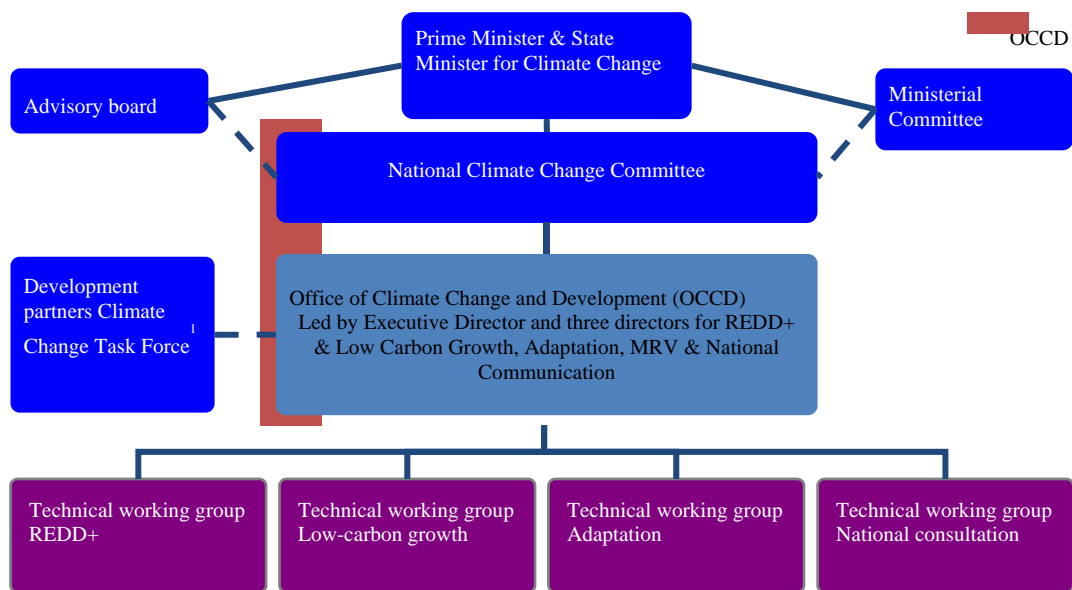 Prime Minister & State
Minister for Climate Change
OCCD
Advisory board
Ministerial
Committee
National Climate Change Committee
Development
partners Climate
Change Task Force 1
Office of Climate Change and Development (OCCD)
Led by Executive Director and three directors for REDD+
& Low Carbon Growth, Adaptation, MRV & National
Communication
Technical working group
REDD+
Technical working group
Low-carbon growth
Technical working group
Adaptation
Technical working group
National consultation